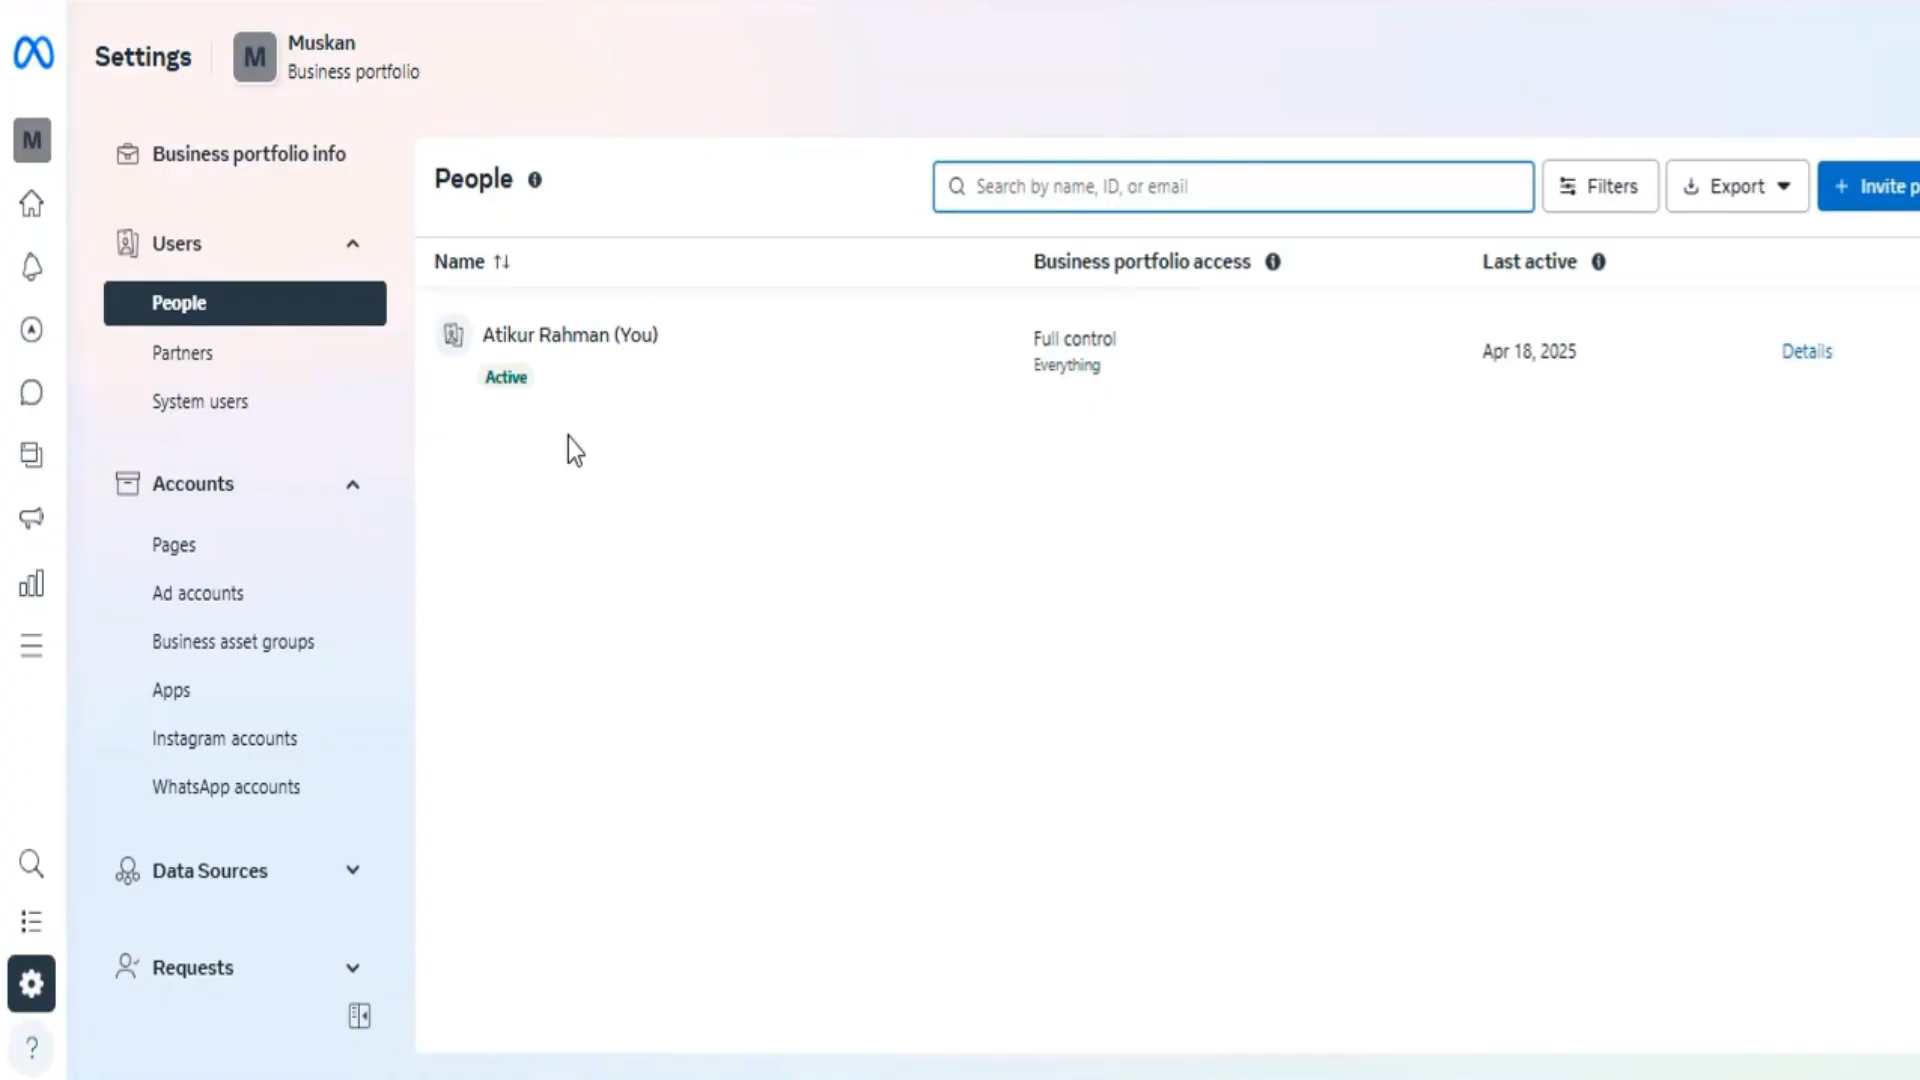 Settings
M
Muskan
Business portfolio
M
Business portfolio info
Users
People
Partners
System users
Accounts
Pages
Ad accounts
Business asset groups
Apps
Instagram accounts
WhatsApp accounts
Data Sources
Requests
?
People
Search by name, ID, or email
Filters
Export
+ Invite p
Name
Business portfolio access
Last active
Atikur Rahman (You)
Active
Full control
Everything
Apr 18, 2025
Details